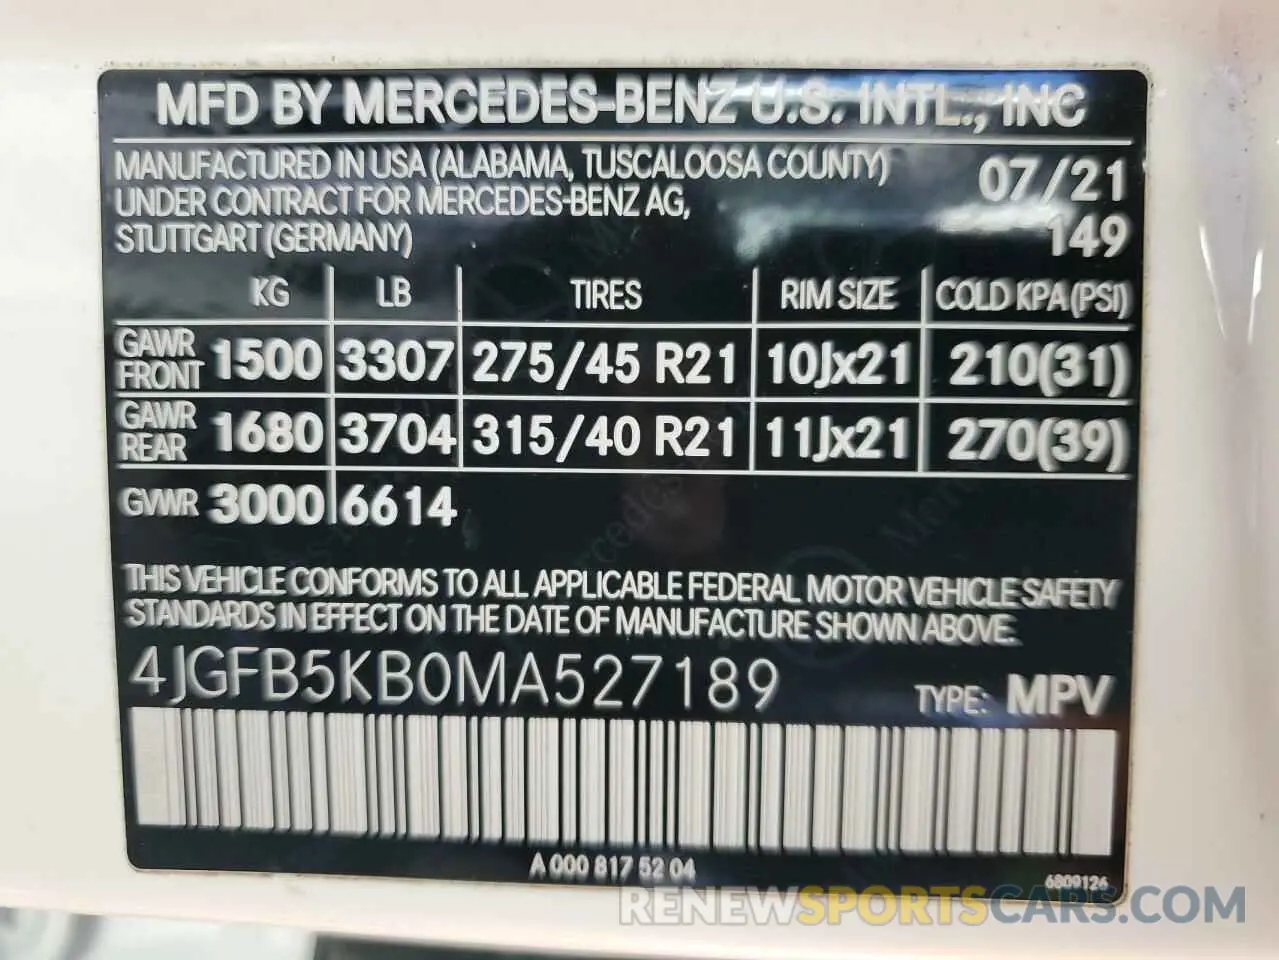 MFD BY MERCEDES-BENZ U.S. INTL., INC
MANUFACTURED IN USA (ALABAMA, TUSCALOOSA COUNTY) 07/21
UNDER CONTRACT FOR MERCEDES-BENZ AG,
STUTTGART (GERMANY) 149
KG LB TIRES RIM SIZE COLD KPA (PSI)
GAWR FRONT 1500 3307 275/45 R21 10Jx21 210(31)
GAWR REAR 1680 3704 315/40 R21 11Jx21 270(39)
GVWR 3000 6614
THIS VEHICLE CONFORMS TO ALL APPLICABLE FEDERAL MOTOR VEHICLE SAFETY
STANDARDS IN EFFECT ON THE DATE OF MANUFACTURE SHOWN ABOVE.
4JGFB5KB0MA527189 TYPE: MPV
A 000 817 52 04
6809126
RENEWSPORTSCARS.COM